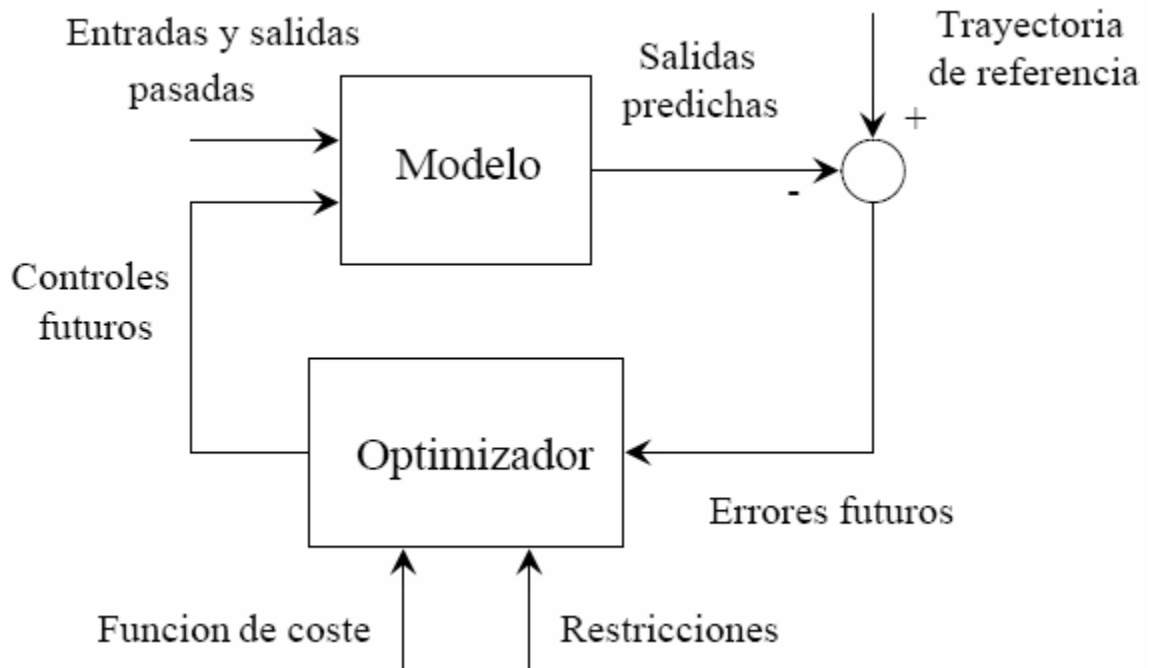 Entradas y salidas
pasadas
Salidas
predichas
Trayectoria
de referencia
+
Modelo
-
Controles
futuros
Optimizador
Errores futuros
Funcion de coste
Restricciones